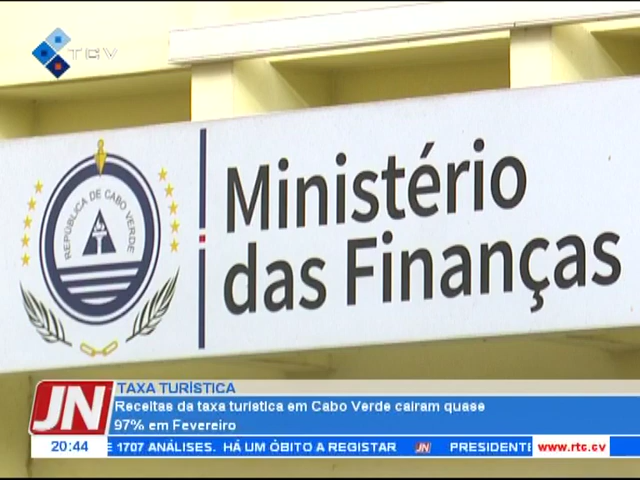 TCV
REPÚBLICA DE CABO VERDE
Ministério
das Finanças
JN
TAXA TURÍSTICA
Receitas da taxa turística em Cabo Verde caíram quase
97% em Fevereiro
20:44
E 1707 ANÁLISES. HÁ UM ÓBITO A REGISTAR JN PRESIDENTE
www.rtc.cv